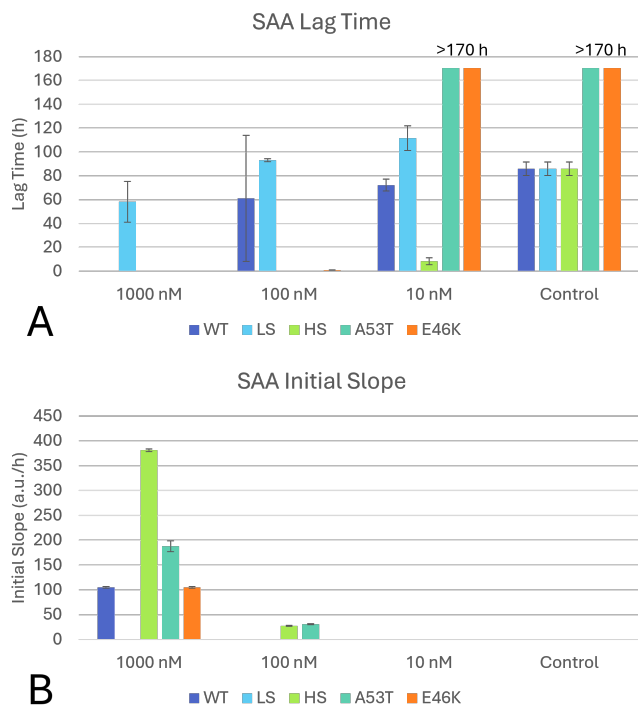 SAA Lag Time
>170 h >170 h
180
160
140
120
100
80
60
40
20
0
Lag Time (h)
1000 nM 100 nM 10 nM Control
A
WT LS HS A53T E46K
SAA Initial Slope
450
400
350
300
250
200
150
100
50
0
Initial Slope (a.u./h)
1000 nM 100 nM 10 nM Control
B
WT LS HS A53T E46K